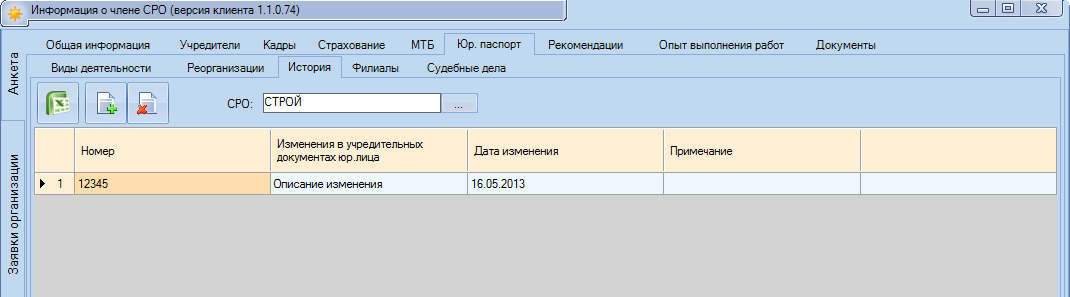 Информация о члене СРО (версия клиента 1.1.0.74)
Общая информация Учредители Кадры Страхование МТБ Юр. паспорт Рекомендации Опыт выполнения работ Документы
Виды деятельности Реорганизации История Филиалы Судебные дела
Анкета
Заявки организации
СРО: СТРОЙ ...
Номер Изменения в учредительных документах юр.лица Дата изменения Примечание
1 12345 Описание изменения 16.05.2013